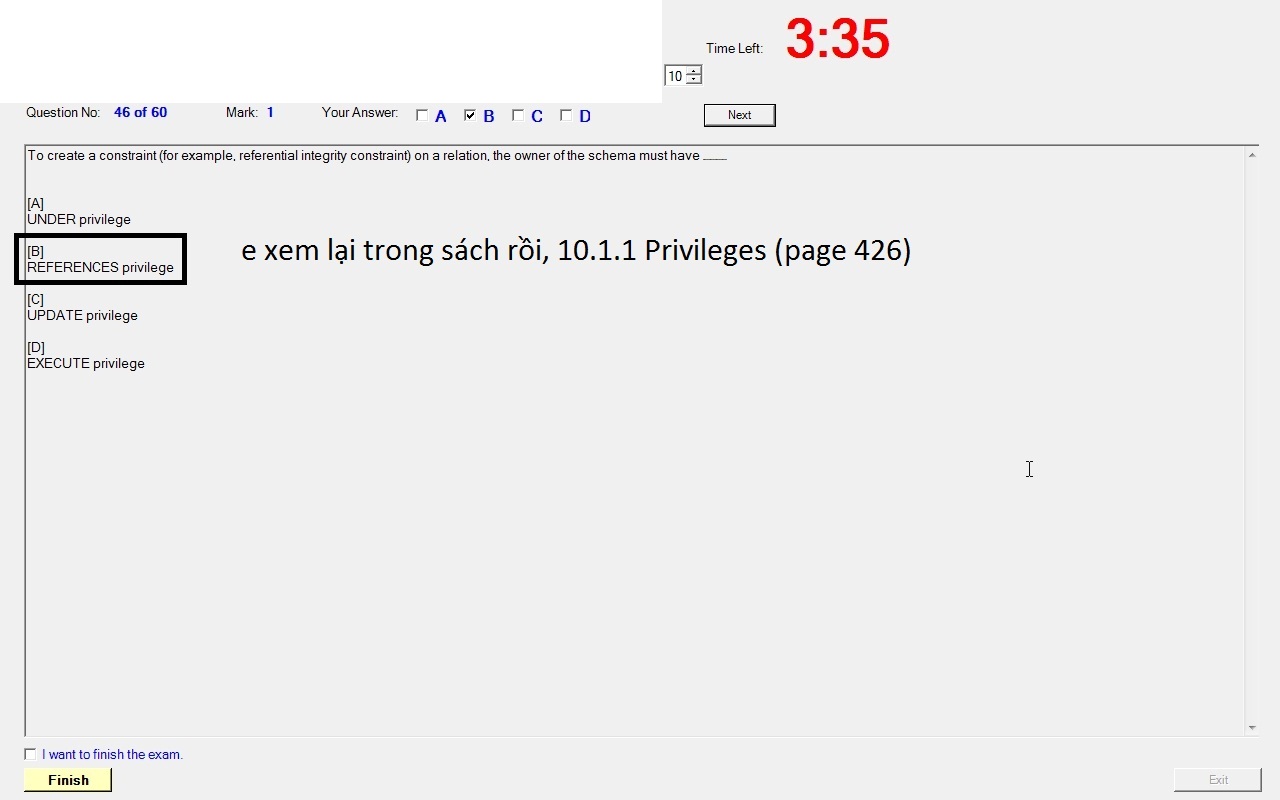 Time Left: 3:35
10
Question No: 46 of 60 Mark: 1 Your Answer: A B C D Next
To create a constraint (for example, referential integrity constraint) on a relation, the owner of the schema must have ____
[A]
UNDER privilege
[B]
REFERENCES privilege
e xem lại trong sách rồi, 10.1.1 Privileges (page 426)
[C]
UPDATE privilege
[D]
EXECUTE privilege
I want to finish the exam.
Finish Exit